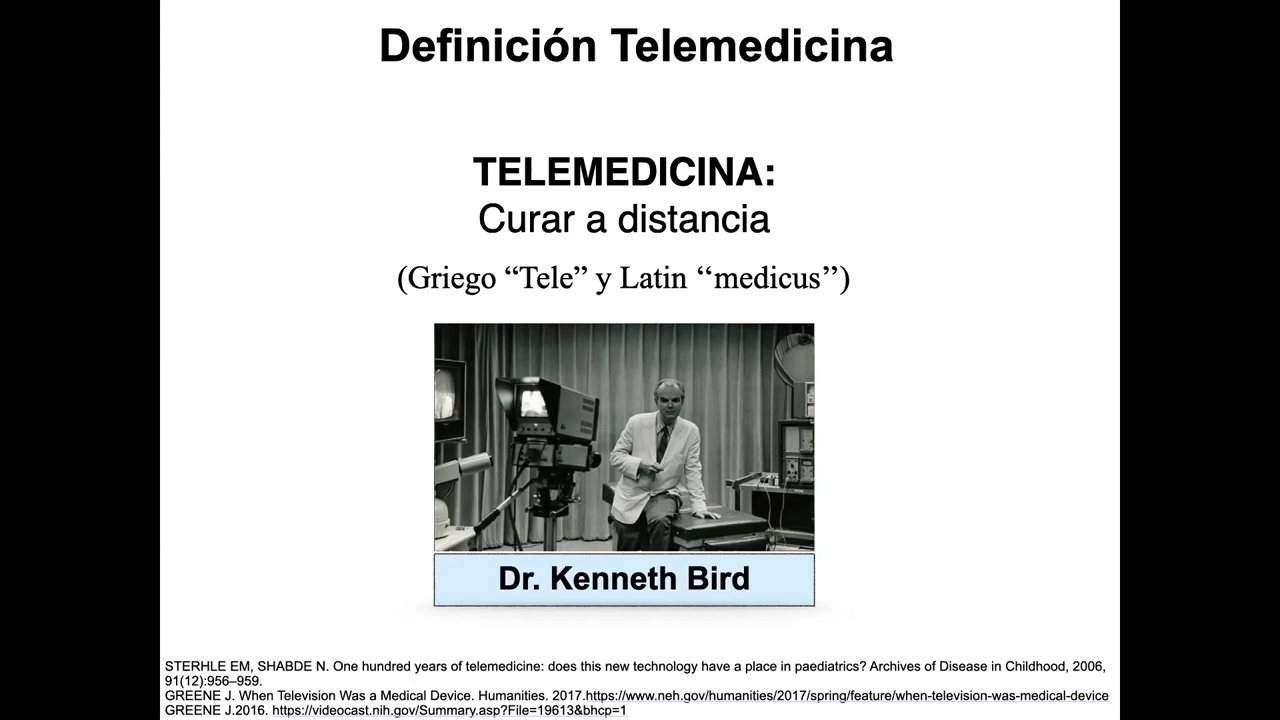 Definición Telemedicina
TELEMEDICINA:
Curar a distancia
(Griego “Tele” y Latin ‘‘medicus’’)
Dr. Kenneth Bird
STERHLE EM, SHABDE N. One hundred years of telemedicine: does this new technology have a place in paediatrics? Archives of Disease in Childhood, 2006,
91(12):956–959.
GREENE J. When Television Was a Medical Device. Humanities. 2017.https://www.neh.gov/humanities/2017/spring/feature/when-television-was-medical-device
GREENE J.2016. https://videocast.nih.gov/Summary.asp?File=19613&bhcp=1